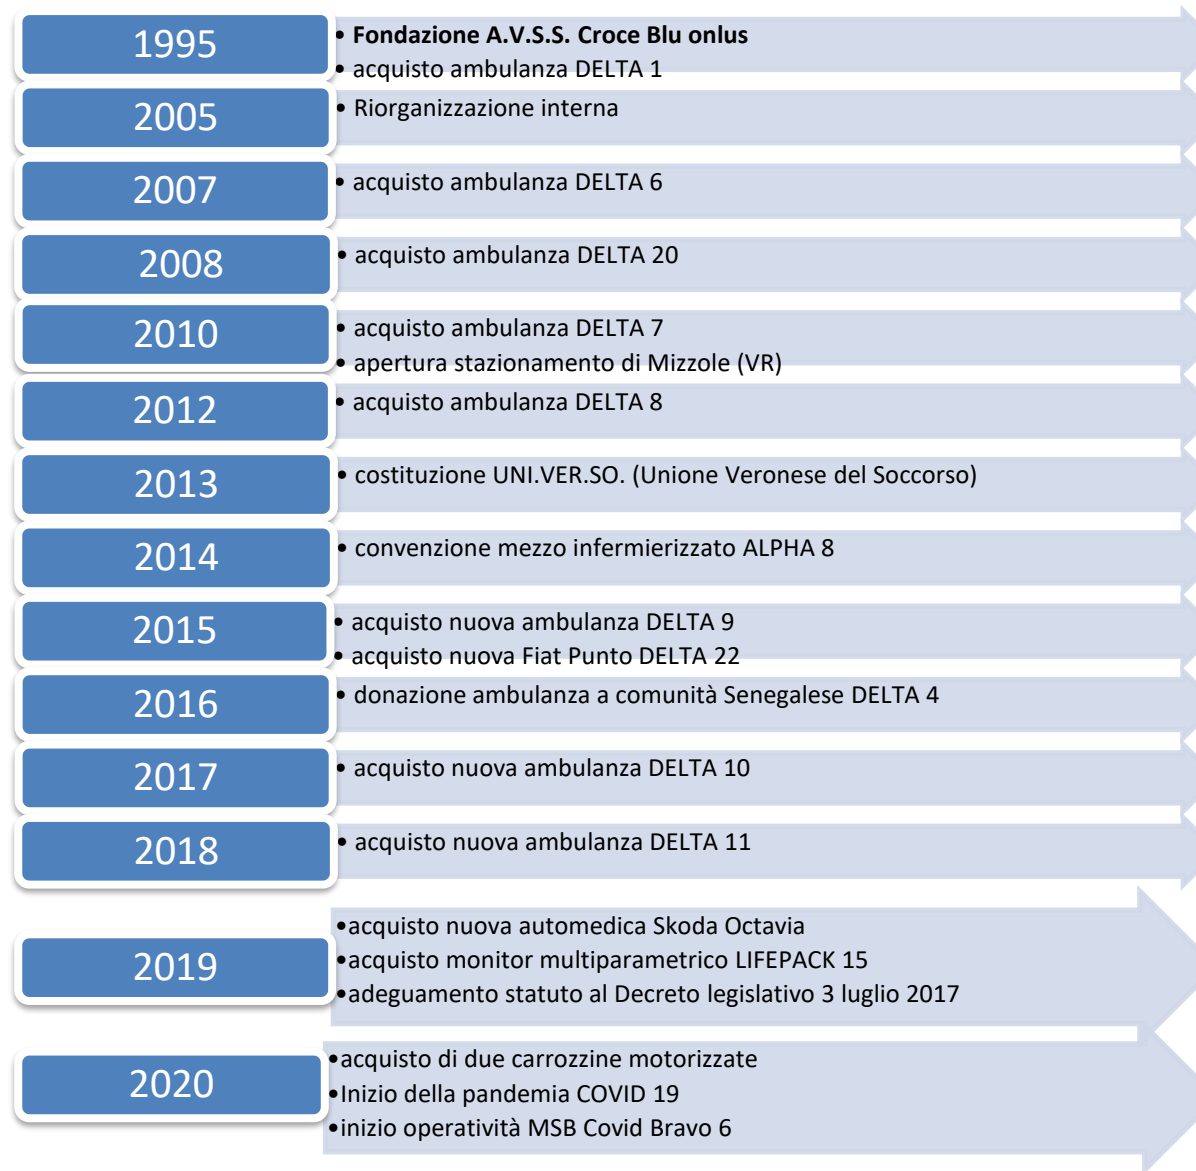 1995
• Fondazione A.V.S.S. Croce Blu onlus
• acquisto ambulanza DELTA 1
2005
• Riorganizzazione interna
2007
• acquisto ambulanza DELTA 6
2008
• acquisto ambulanza DELTA 20
2010
• acquisto ambulanza DELTA 7
• apertura stazionamento di Mizzole (VR)
2012
• acquisto ambulanza DELTA 8
2013
• costituzione UNI.VER.SO. (Unione Veronese del Soccorso)
2014
• convenzione mezzo infermierizzato ALPHA 8
2015
• acquisto nuova ambulanza DELTA 9
• acquisto nuova Fiat Punto DELTA 22
2016
• donazione ambulanza a comunità Senegalese DELTA 4
2017
• acquisto nuova ambulanza DELTA 10
2018
• acquisto nuova ambulanza DELTA 11
2019
•acquisto nuova automedica Skoda Octavia
•acquisto monitor multiparametrico LIFEPACK 15
•adeguamento statuto al Decreto legislativo 3 luglio 2017
2020
•acquisto di due carrozzine motorizzate
•Inizio della pandemia COVID 19
•inizio operatività MSB Covid Bravo 6